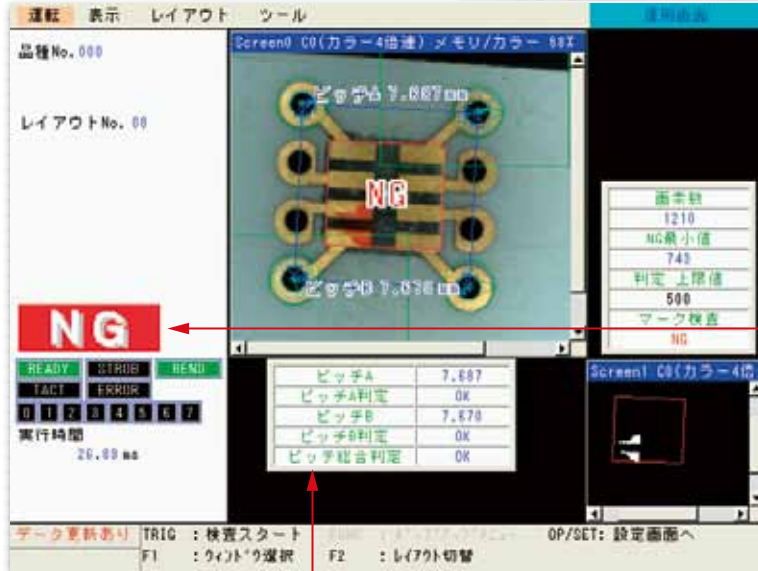 運転 表示 レイアウト ツール
運用画面
品種No. 000
レイアウトNo. 00
Screen0 C0(カラー4倍速) メモリ/カラー 58%
ピッチA 7.687mm
NG
ピッチB 7.670mm
画素数
1210
NG最小値
743
判定 上限値
500
マーク検査
NG
NG
READY STROB BEND
TACT ERROR
0 1 2 3 4 5 6 7
実行時間
26.89 ms
ピッチA 7.687
ピッチA判定 OK
ピッチB 7.670
ピッチB判定 OK
ピッチ総合判定 OK
Screen1 C0(カラー4倍
データ更新あり TRIG :検査スタート OP/SET: 設定画面へ
F1 :ウィンドウ選択 F2 :レイアウト切替